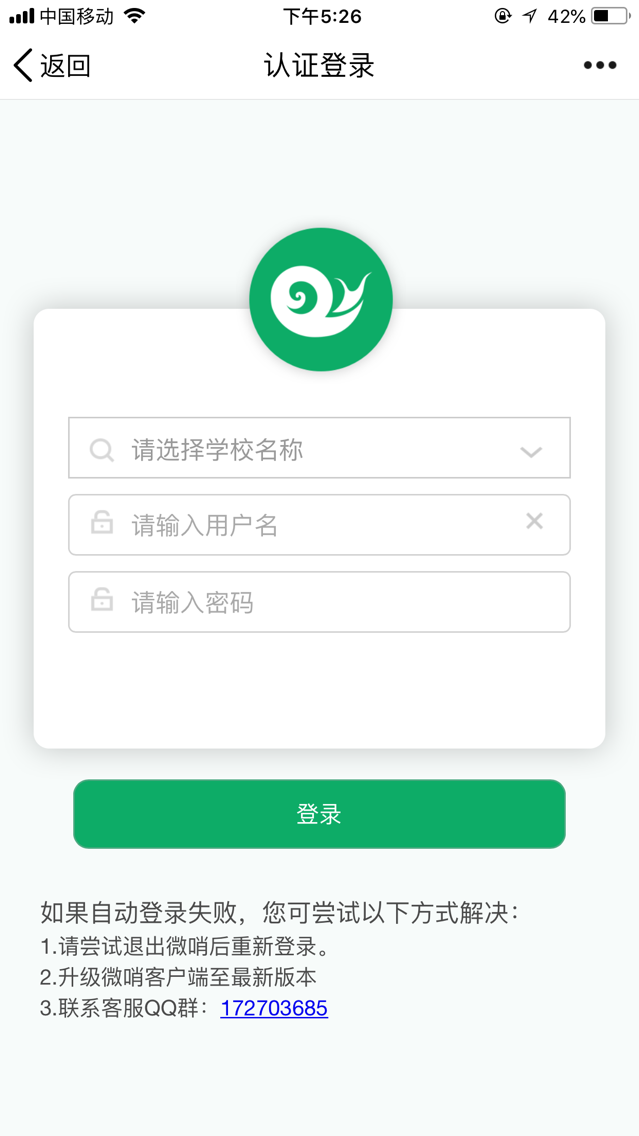 中国移动 下午5:26 42%
返回 认证登录
请选择学校名称
请输入用户名
请输入密码
登录
如果自动登录失败，您可尝试以下方式解决：
1.请尝试退出微哨后重新登录。
2.升级微哨客户端至最新版本
3.联系客服QQ群：172703685